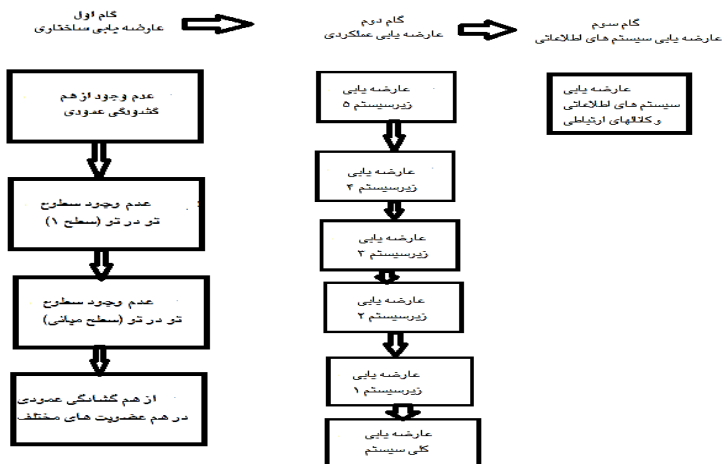 گام اول
عارضه یابی ساختاری
گام دوم
عارضه یابی عملکردی
گام سوم
عارضه یابی سیستم های اطلاعاتی
عدم وجود از هم
گشودگی عمودی
عدم وجود سطوح
تو در تو (سطح ۱)
عدم وجود سطوح
تو در تو (سطح میانی)
از هم گشادگی عمودی
در هم عضویت های مختلف
عارضه یابی
زیرسیستم ۵
عارضه یابی
زیرسیستم ۴
عارضه یابی
زیرسیستم ۳
عارضه یابی
زیرسیستم ۲
عارضه یابی
زیرسیستم ۱
عارضه یابی
کلی سیستم
عارضه یابی
سیستم های اطلاعاتی
و کانالهای ارتباطی